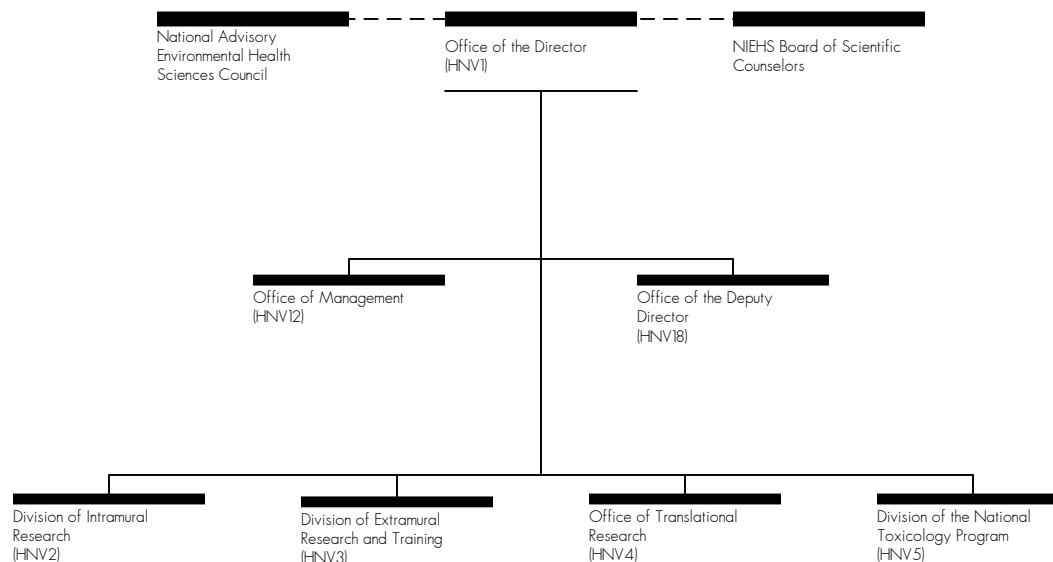 National Advisory
Environmental Health
Sciences Council
Office of the Director
(HNV1)
NIEHS Board of Scientific
Counselors
Office of Management
(HNV12)
Office of the Deputy
Director
(HNV18)
Division of Intramural
Research
(HNV2)
Division of Extramural
Research and Training
(HNV3)
Office of Translational
Research
(HNV4)
Division of the National
Toxicology Program
(HNV5)